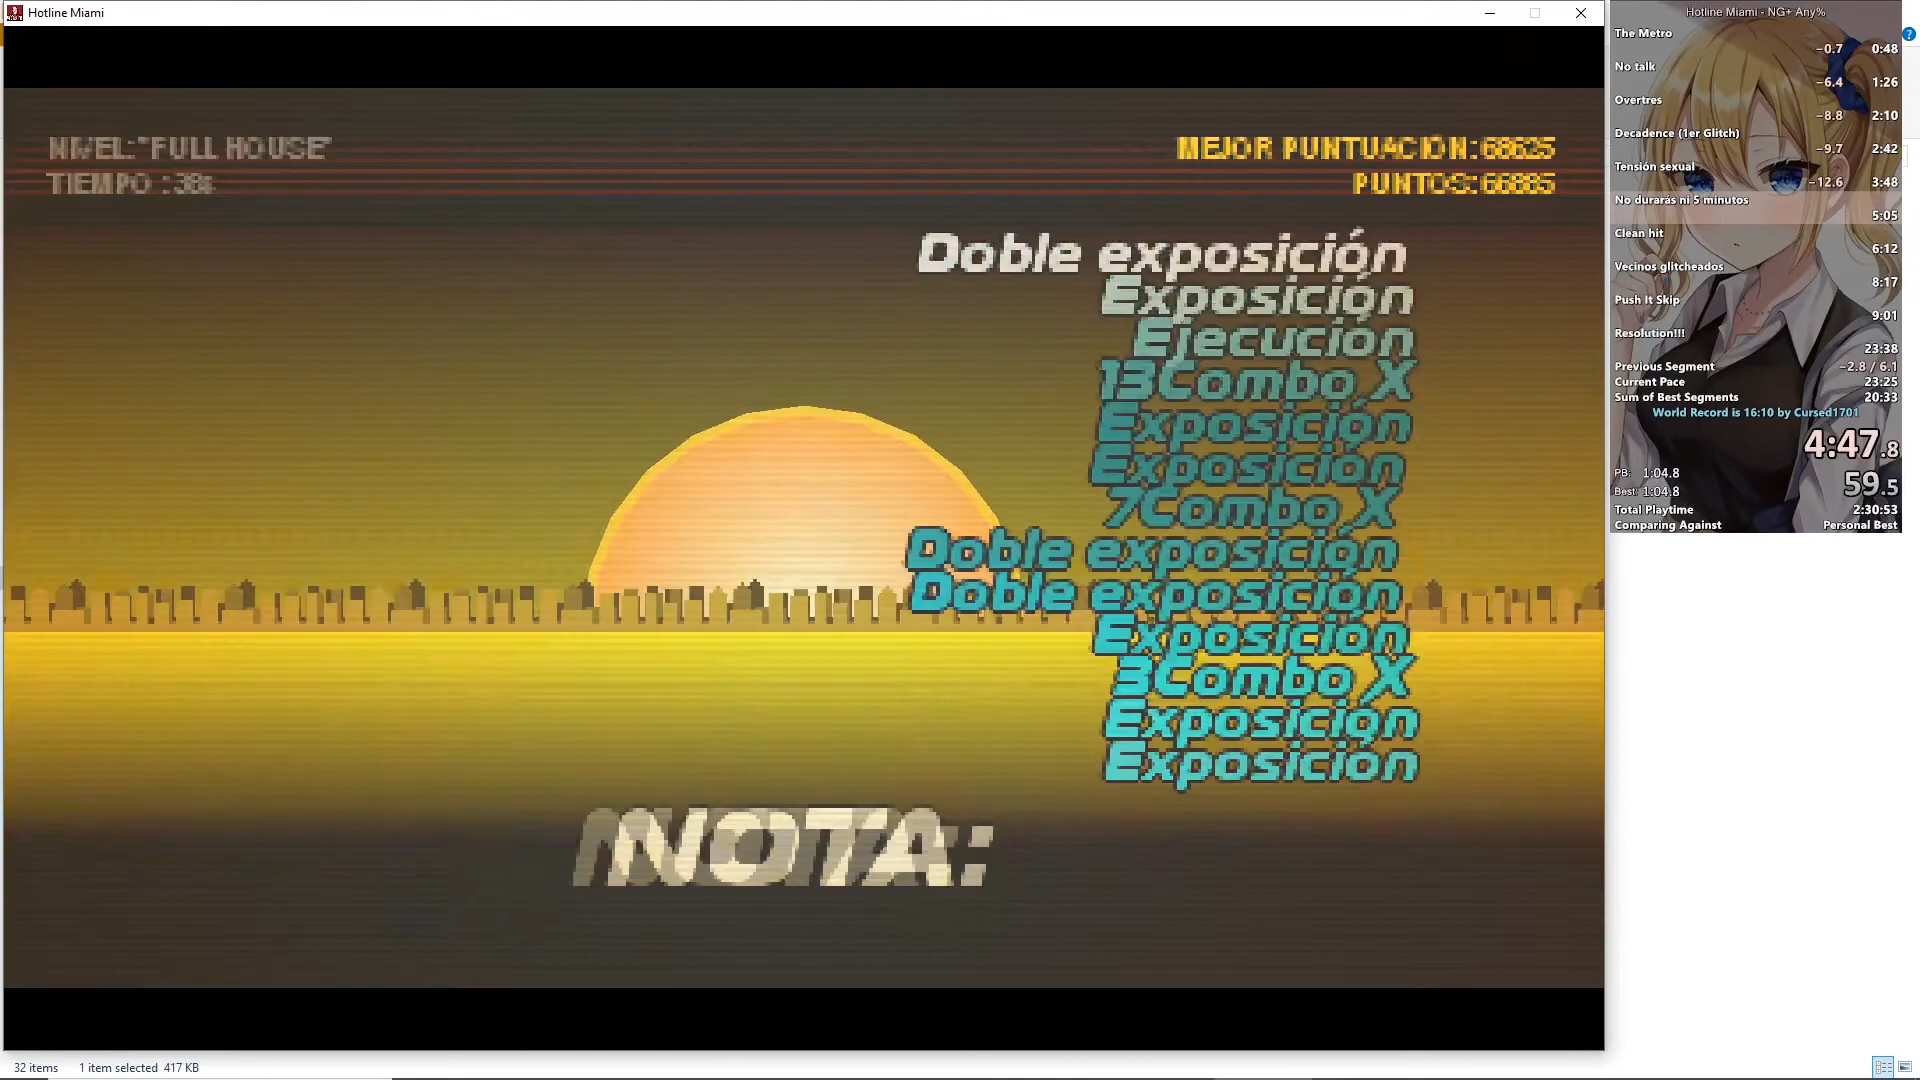 Hotline Miami
NIVEL:"FULL HOUSE"
TIEMPO :38s
MEJOR PUNTUACIÓN:68625
PUNTOS:66885
Doble exposición
Exposición
Ejecución
13Combo X
Exposición
Exposición
7Combo X
Doble exposición
Doble exposición
Exposición
3Combo X
Exposición
Exposición
NOTA:
Hotline Miami - NG+ Any%
The Metro
-0.7 0:48
No talk
-6.4 1:26
Overtres
-8.8 2:10
Decadence (1er Glitch)
-9.7 2:42
Tensión sexual
-12.6 3:48
No durarás ni 5 minutos
5:05
Clean hit
6:12
Vecinos glitcheados
8:17
Push It Skip
9:01
Resolution!!!
23:38
Previous Segment -2.8 / 6.1
Current Pace 23:25
Sum of Best Segments 20:33
World Record is 16:10 by Cursed1701
4:47.8
PB: 1:04.8
Best: 1:04.8
59.5
Total Playtime 2:30:53
Comparing Against Personal Best
32 items 1 item selected 417 KB